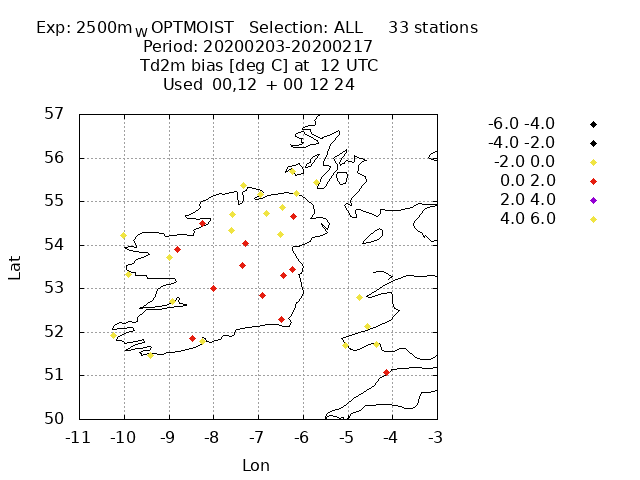 Exp: 2500mWOPTMOIST Selection: ALL 33 stations
Period: 20200203-20200217
Td2m bias [deg C] at 12 UTC
Used 00,12 + 00 12 24
57
56
55
54
53
52
51
50
-11 -10 -9 -8 -7 -6 -5 -4 -3
Lat
Lon
-6.0 -4.0
-4.0 -2.0
-2.0 0.0
0.0 2.0
2.0 4.0
4.0 6.0